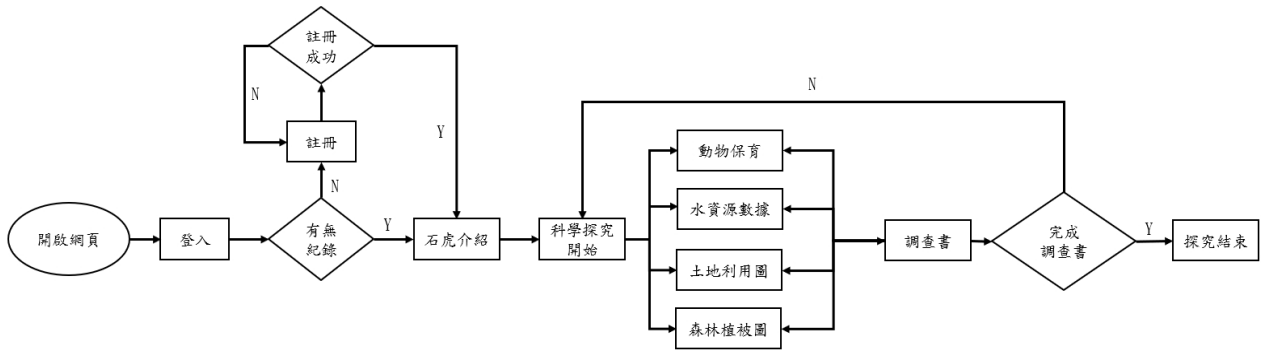 註冊
成功
N
N
Y
註冊
動物保育
N
水資源數據
開啟網頁
登入
有無
紀錄
Y
石虎介紹
科學探究
開始
調查書
完成
調查書
Y
探究結束
土地利用圖
森林植被圖